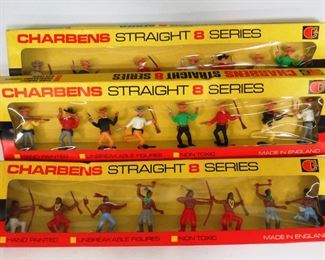 CHARBENS STRAIGHT 8 SERIES
CHARBENS STRAIGHT 8 SERIES
CHARBENS STRAIGHT 8 SERIES
HAND PAINTED UNBREAKABLE FIGURES NON TOXIC MADE IN ENGLAND
CHARBENS STRAIGHT 8 SERIES
HAND PAINTED UNBREAKABLE FIGURES NON TOXIC MADE IN ENGLAND